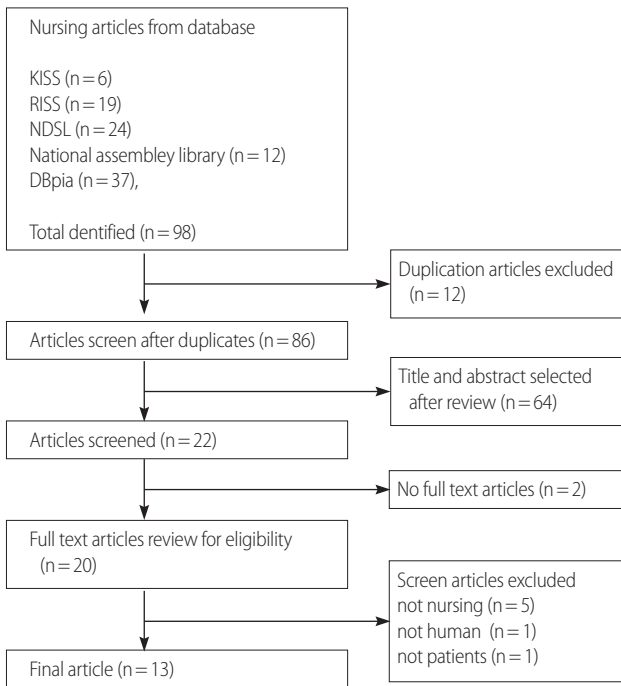 Nursing articles from database
KISS (n=6)
RISS (n=19)
NDSL (n=24)
National assembley library (n=12)
DBpia (n=37),
Total dentified (n=98)
Duplication articles excluded
(n=12)
Articles screen after duplicates (n=86)
Title and abstract selected
after review (n=64)
Articles screened (n=22)
No full text articles (n=2)
Full text articles review for eligibility
(n=20)
Screen articles excluded
not nursing (n=5)
not human (n=1)
not patients (n=1)
Final article (n=13)